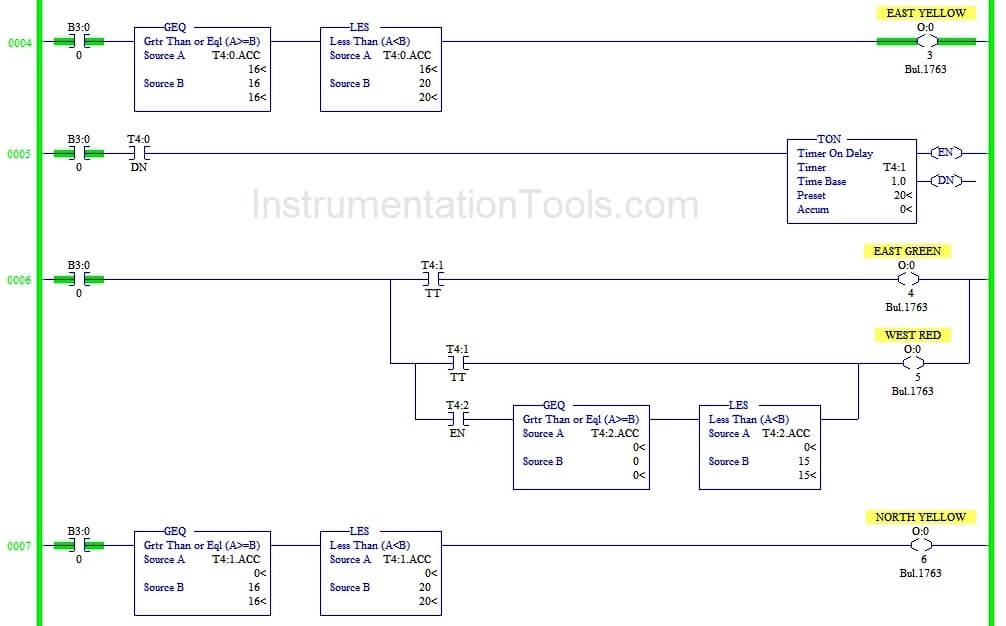 EAST YELLOW
B3:0 GEQ LES O:0
0004 Grtr Than or Eql (A>=B) Less Than (A<B)
0 Source A T4:0.ACC Source A T4:0.ACC 3
16< 16< Bul.1763
Source B 16 Source B 20
16< 20<
B3:0 T4:0 TON
0005 Timer On Delay EN
0 DN Timer T4:1
Time Base 1.0 DN
Preset 20<
Accum 0<
InstrumentationTools.com
EAST GREEN
B3:0 T4:1 O:0
0006
0 TT 4
Bul.1763
WEST RED
T4:1 O:0
TT 5
Bul.1763
T4:2 GEQ LES
Grtr Than or Eql (A>=B) Less Than (A<B)
EN Source A T4:2.ACC Source A T4:2.ACC
0< 0<
Source B 0 Source B 15
0< 15<
NORTH YELLOW
B3:0 GEQ LES O:0
0007 Grtr Than or Eql (A>=B) Less Than (A<B)
0 Source A T4:1.ACC Source A T4:1.ACC 6
0< 0< Bul.1763
Source B 16 Source B 20
16< 20<